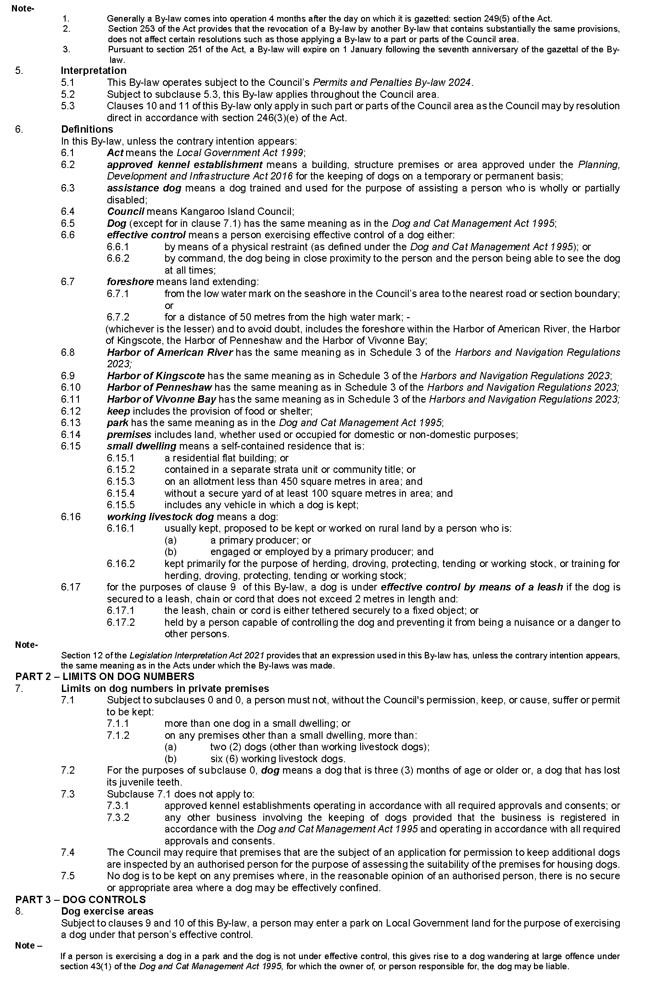 Note-
1. Generally a By-law comes into operation 4 months after the day on which it is gazetted: section 249(5) of the Act.
2. Section 253 of the Act provides that the revocation of a By-law by another By-law that contains substantially the same provisions,
does not affect certain resolutions such as those applying a By-law to a part or parts of the Council area.
3. Pursuant to section 251 of the Act, a By-law will expire on 1 January following the seventh anniversary of the gazettal of the By-
law.
5. Interpretation
5.1 This By-law operates subject to the Council’s Permits and Penalties By-law 2024.
5.2 Subject to subclause 5.3, this By-law applies throughout the Council area.
5.3 Clauses 10 and 11 of this By-law only apply in such part or parts of the Council area as the Council may by resolution
direct in accordance with section 246(3)(e) of the Act.
6. Definitions
In this By-law, unless the contrary intention appears:
6.1 Act means the Local Government Act 1999;
6.2 approved kennel establishment means a building, structure premises or area approved under the Planning,
Development and Infrastructure Act 2016 for the keeping of dogs on a temporary or permanent basis;
6.3 assistance dog means a dog trained and used for the purpose of assisting a person who is wholly or partially
disabled;
6.4 Council means Kangaroo Island Council;
6.5 Dog (except for in clause 7.1) has the same meaning as in the Dog and Cat Management Act 1995;
6.6 effective control means a person exercising effective control of a dog either:
6.6.1 by means of a physical restraint (as defined under the Dog and Cat Management Act 1995); or
6.6.2 by command, the dog being in close proximity to the person and the person being able to see the dog
at all times;
6.7 foreshore means land extending:
6.7.1 from the low water mark on the seashore in the Council’s area to the nearest road or section boundary;
or
6.7.2 for a distance of 50 metres from the high water mark; -
(whichever is the lesser) and to avoid doubt, includes the foreshore within the Harbor of American River, the Harbor
of Kingscote, the Harbor of Penneshaw and the Harbor of Vivonne Bay;
6.8 Harbor of American River has the same meaning as in Schedule 3 of the Harbors and Navigation Regulations
2023;
6.9 Harbor of Kingscote has the same meaning as in Schedule 3 of the Harbors and Navigation Regulations 2023;
6.10 Harbor of Penneshaw has the same meaning as in Schedule 3 of the Harbors and Navigation Regulations 2023;
6.11 Harbor of Vivonne Bay has the same meaning as in Schedule 3 of the Harbors and Navigation Regulations 2023;
6.12 keep includes the provision of food or shelter;
6.13 park has the same meaning as in the Dog and Cat Management Act 1995;
6.14 premises includes land, whether used or occupied for domestic or non-domestic purposes;
6.15 small dwelling means a self-contained residence that is:
6.15.1 a residential flat building; or
6.15.2 contained in a separate strata unit or community title; or
6.15.3 on an allotment less than 450 square metres in area; and
6.15.4 without a secure yard of at least 100 square metres in area; and
6.15.5 includes any vehicle in which a dog is kept;
6.16 working livestock dog means a dog:
6.16.1 usually kept, proposed to be kept or worked on rural land by a person who is:
(a) a primary producer; or
(b) engaged or employed by a primary producer; and
6.16.2 kept primarily for the purpose of herding, droving, protecting, tending or working stock, or training for
herding, droving, protecting, tending or working stock;
6.17 for the purposes of clause 9 of this By-law, a dog is under effective control by means of a leash if the dog is
secured to a leash, chain or cord that does not exceed 2 metres in length and:
6.17.1 the leash, chain or cord is either tethered securely to a fixed object; or
6.17.2 held by a person capable of controlling the dog and preventing it from being a nuisance or a danger to
other persons.
Note-
Section 12 of the Legislation Interpretation Act 2021 provides that an expression used in this By-law has, unless the contrary intention appears,
the same meaning as in the Acts under which the By-laws was made.
PART 2 – LIMITS ON DOG NUMBERS
7. Limits on dog numbers in private premises
7.1 Subject to subclauses 0 and 0, a person must not, without the Council's permission, keep, or cause, suffer or permit
to be kept:
7.1.1 more than one dog in a small dwelling; or
7.1.2 on any premises other than a small dwelling, more than:
(a) two (2) dogs (other than working livestock dogs);
(b) six (6) working livestock dogs.
7.2 For the purposes of subclause 0, dog means a dog that is three (3) months of age or older or, a dog that has lost
its juvenile teeth.
7.3 Subclause 7.1 does not apply to:
7.3.1 approved kennel establishments operating in accordance with all required approvals and consents; or
7.3.2 any other business involving the keeping of dogs provided that the business is registered in
accordance with the Dog and Cat Management Act 1995 and operating in accordance with all required
approvals and consents.
7.4 The Council may require that premises that are the subject of an application for permission to keep additional dogs
are inspected by an authorised person for the purpose of assessing the suitability of the premises for housing dogs.
7.5 No dog is to be kept on any premises where, in the reasonable opinion of an authorised person, there is no secure
or appropriate area where a dog may be effectively confined.
PART 3 – DOG CONTROLS
8. Dog exercise areas
Subject to clauses 9 and 10 of this By-law, a person may enter a park on Local Government land for the purpose of exercising
a dog under that person’s effective control.
Note –
If a person is exercising a dog in a park and the dog is not under effective control, this gives rise to a dog wandering at large offence under
section 43(1) of the Dog and Cat Management Act 1995, for which the owner of, or person responsible for, the dog may be liable.